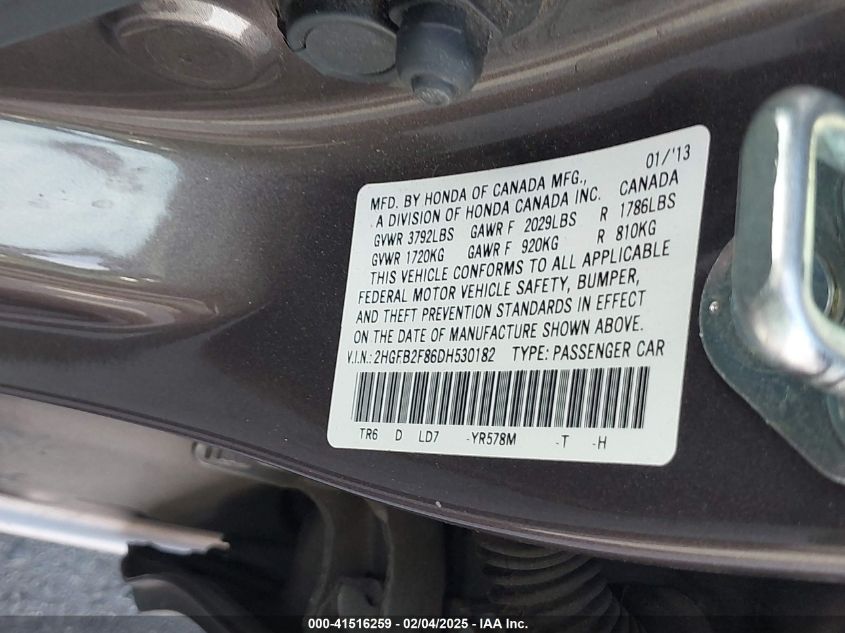 01/'13
MFD. BY HONDA OF CANADA MFG.,
A DIVISION OF HONDA CANADA INC. CANADA
GVWR 3792LBS GAWR F 2029LBS R 1786LBS
GVWR 1720KG GAWR F 920KG R 810KG
THIS VEHICLE CONFORMS TO ALL APPLICABLE
FEDERAL MOTOR VEHICLE SAFETY, BUMPER,
AND THEFT PREVENTION STANDARDS IN EFFECT
ON THE DATE OF MANUFACTURE SHOWN ABOVE.
V.I.N.: 2HGFB2F86DH530182 TYPE: PASSENGER CAR
TR6 D LD7 -YR578M -T -H
000-41516259 - 02/04/2025 - IAA Inc.